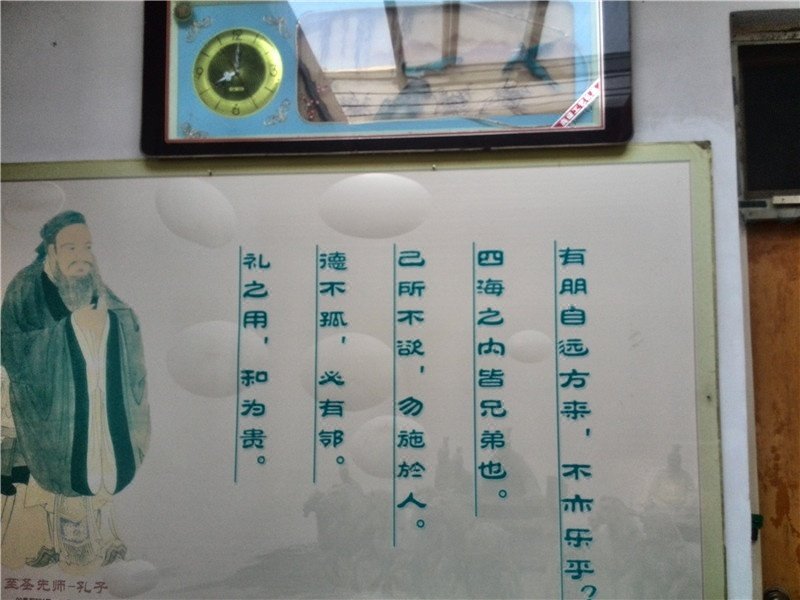 有朋自远方来，不亦乐乎？
四海之内皆兄弟也。
己所不欲，勿施於人。
德不孤，必有邻。
礼之用，和为贵。
至圣先师-孔子